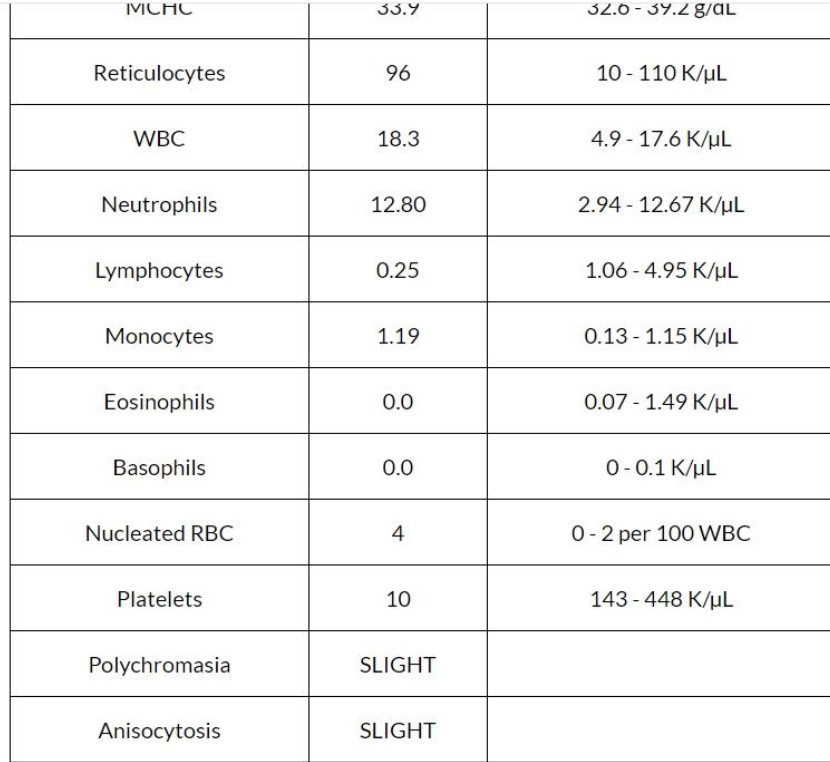 MCHC 33.9 32.6 - 39.2 g/dL
Reticulocytes 96 10 - 110 K/µL
WBC 18.3 4.9 - 17.6 K/µL
Neutrophils 12.80 2.94 - 12.67 K/µL
Lymphocytes 0.25 1.06 - 4.95 K/µL
Monocytes 1.19 0.13 - 1.15 K/µL
Eosinophils 0.0 0.07 - 1.49 K/µL
Basophils 0.0 0 - 0.1 K/µL
Nucleated RBC 4 0 - 2 per 100 WBC
Platelets 10 143 - 448 K/µL
Polychromasia SLIGHT
Anisocytosis SLIGHT